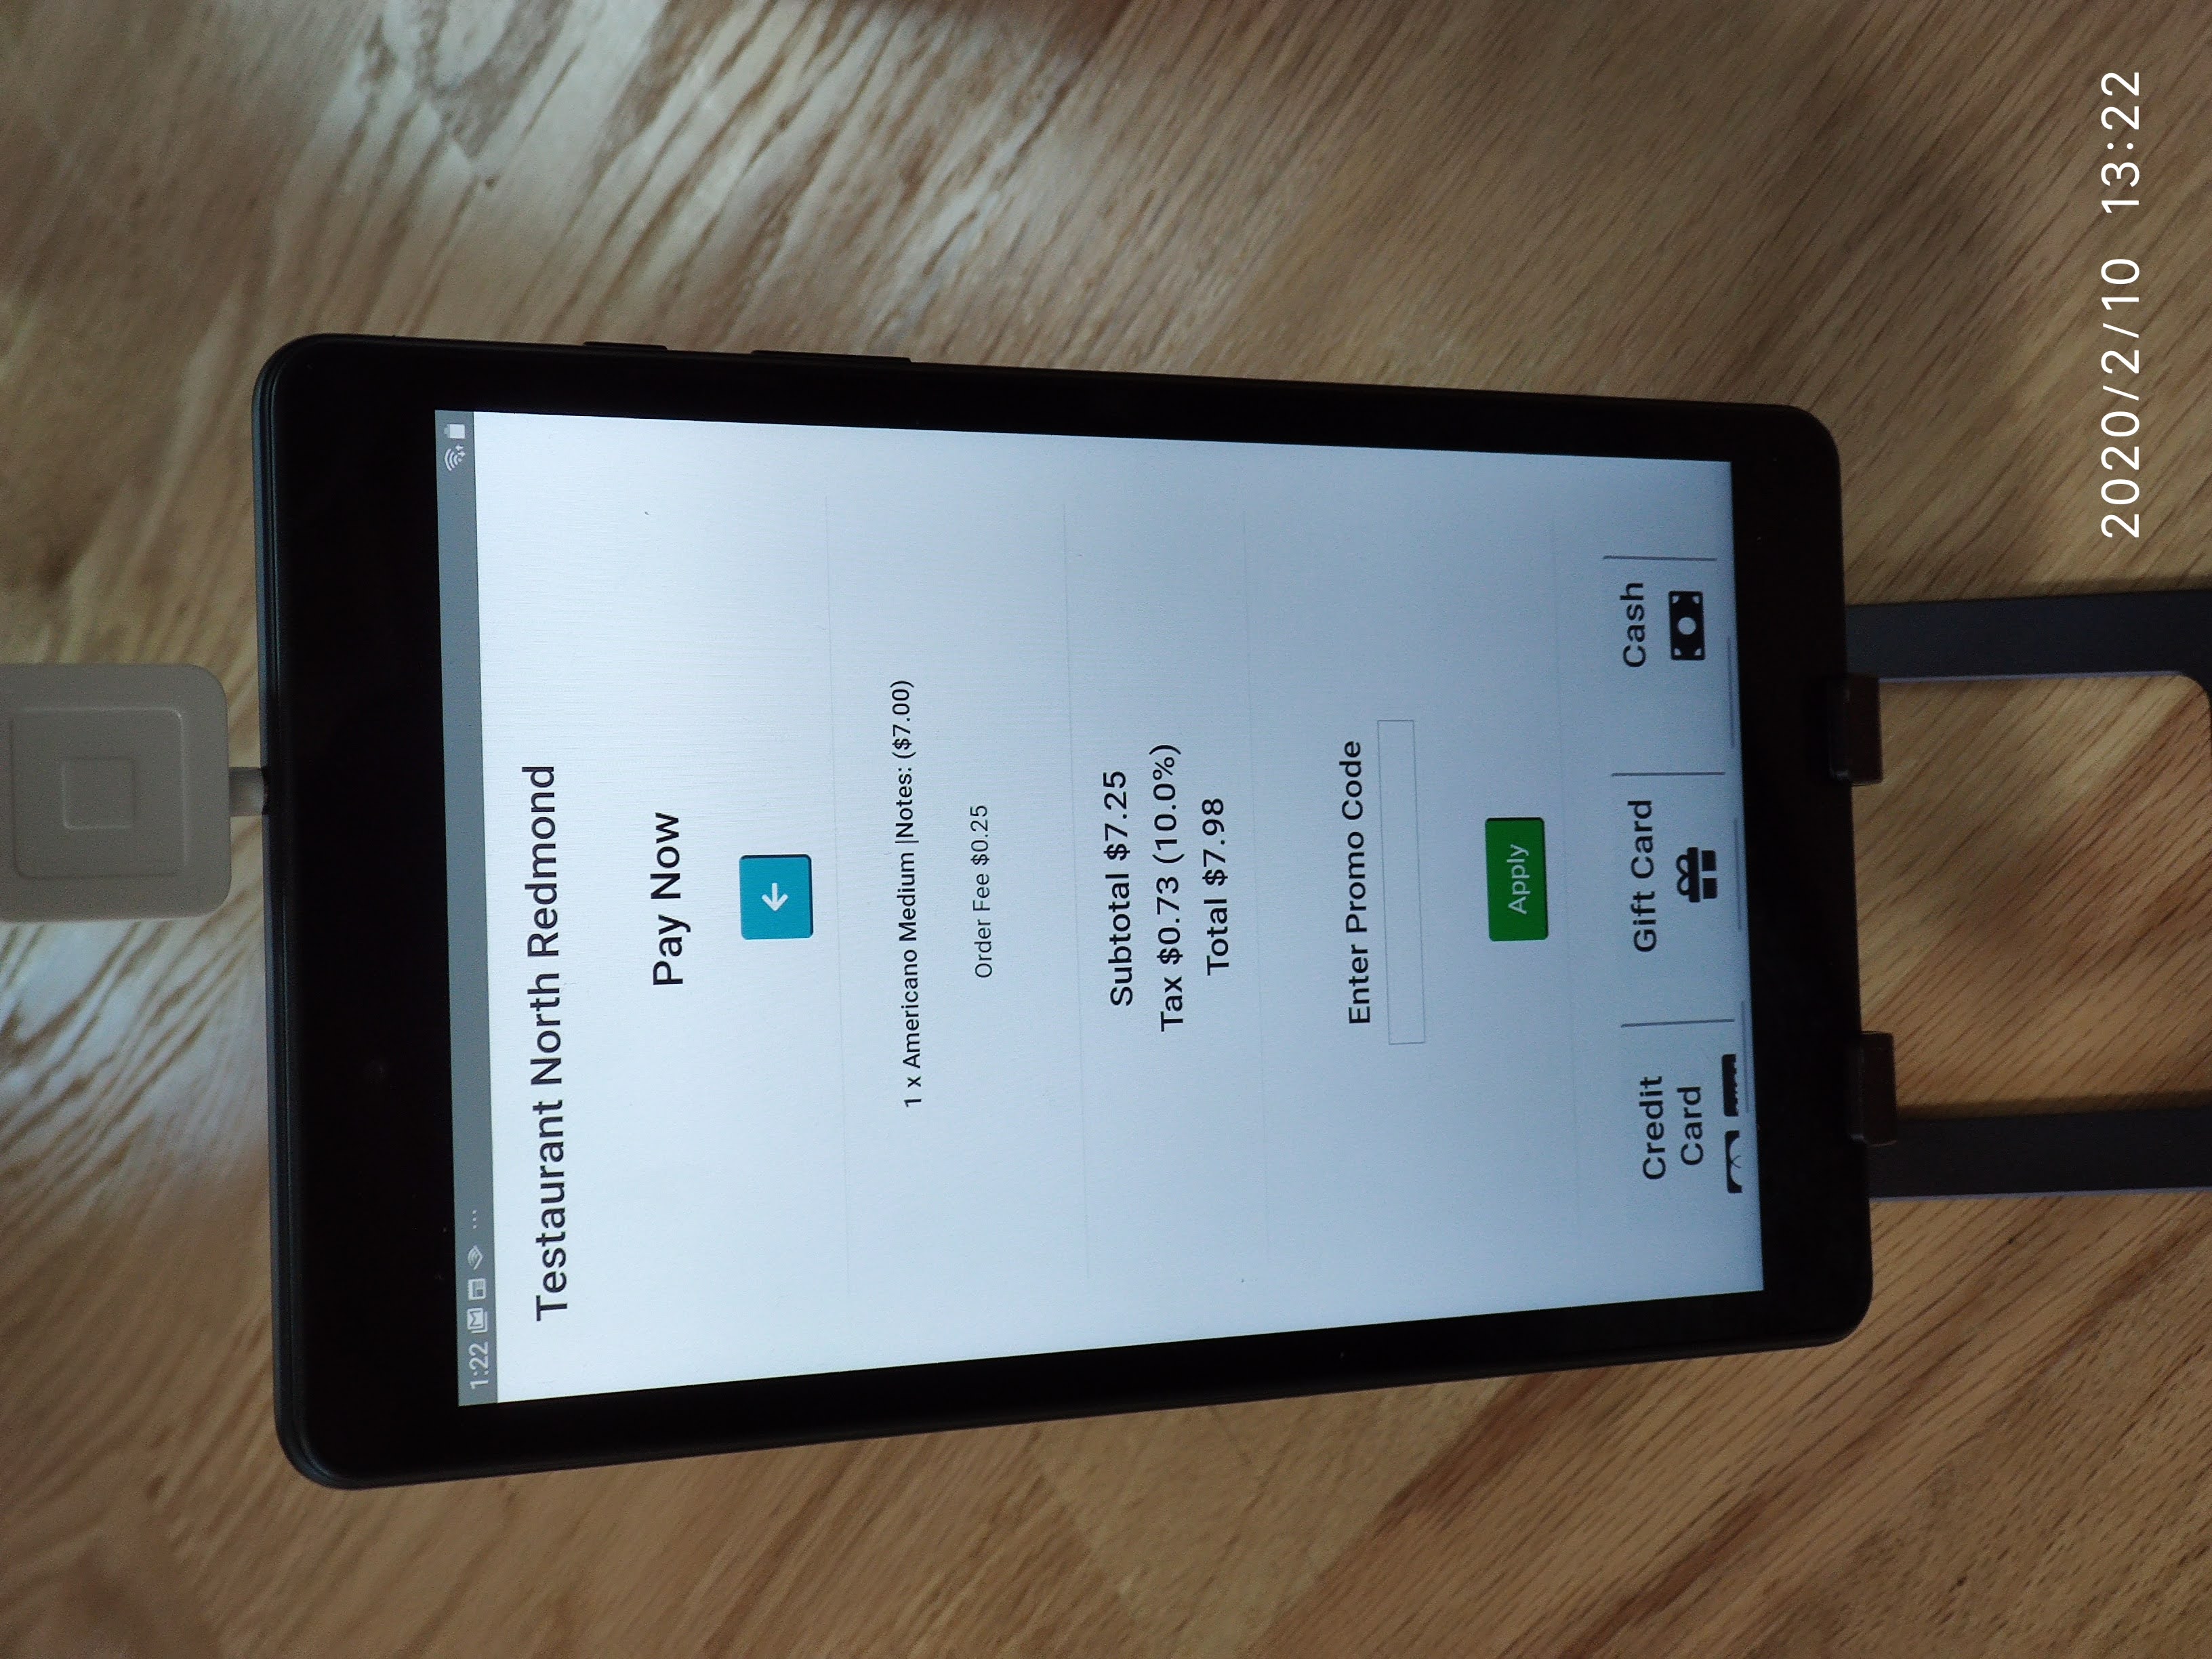 1:22
Testaurant North Redmond
Pay Now
1 x Americano Medium |Notes: ($7.00)
Order Fee $0.25
Subtotal $7.25
Tax $0.73 (10.0%)
Total $7.98
Enter Promo Code
Apply
Credit
Card
Gift Card
Cash
2020/2/10 13:22